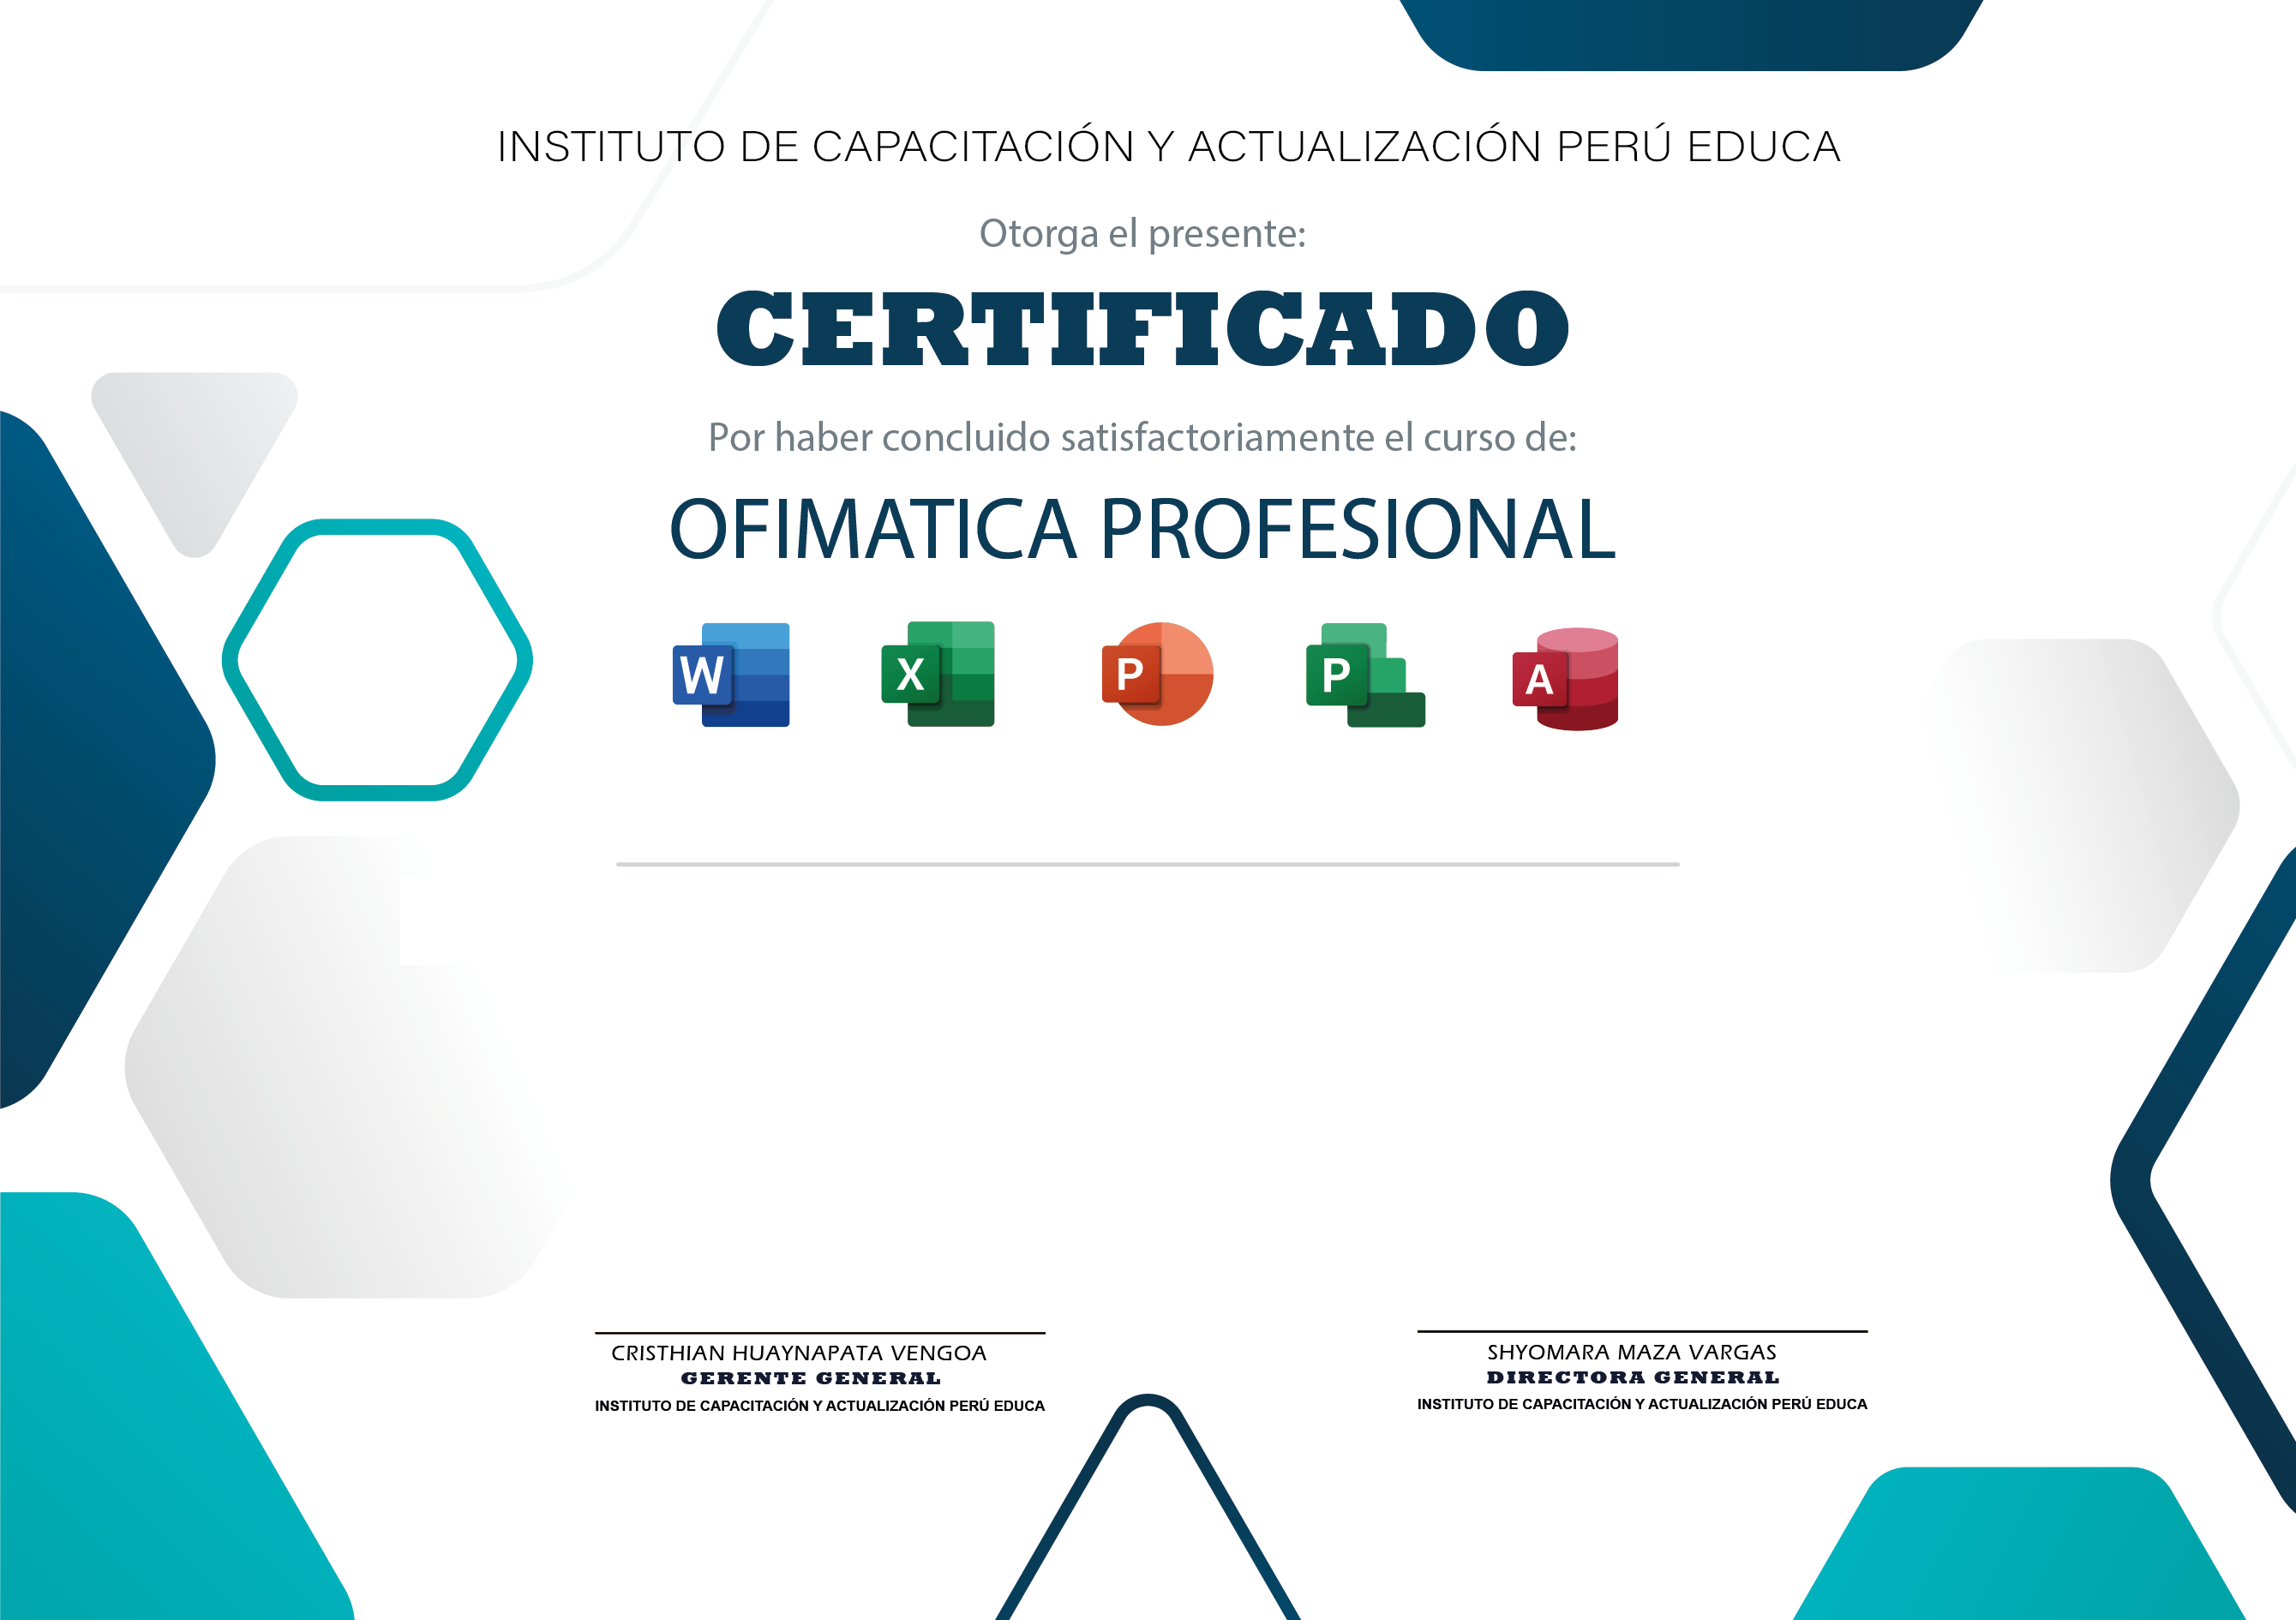 INSTITUTO DE CAPACITACIÓN Y ACTUALIZACIÓN PERÚ EDUCA
Otorga el presente:
CERTIFICADO
Por haber concluido satisfactoriamente el curso de:
OFIMATICA PROFESIONAL
W X P P A
CRISTHIAN HUAYNAPATA VENGOA
GERENTE GENERAL
INSTITUTO DE CAPACITACIÓN Y ACTUALIZACIÓN PERÚ EDUCA
SHYOMARA MAZA VARGAS
DIRECTORA GENERAL
INSTITUTO DE CAPACITACIÓN Y ACTUALIZACIÓN PERÚ EDUCA